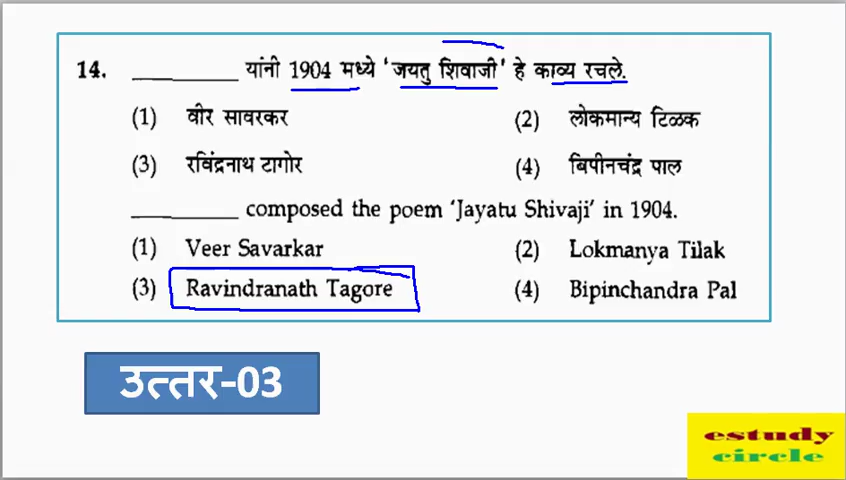 14. ________ यांनी 1904 मध्ये ‘जयतु शिवाजी’ हे काव्य रचले.
(1) वीर सावरकर (2) लोकमान्य टिळक
(3) रविंद्रनाथ टागोर (4) बिपीनचंद्र पाल
________ composed the poem ‘Jayatu Shivaji’ in 1904.
(1) Veer Savarkar (2) Lokmanya Tilak
(3) Ravindranath Tagore (4) Bipinchandra Pal
उत्तर-03
estudy
circle